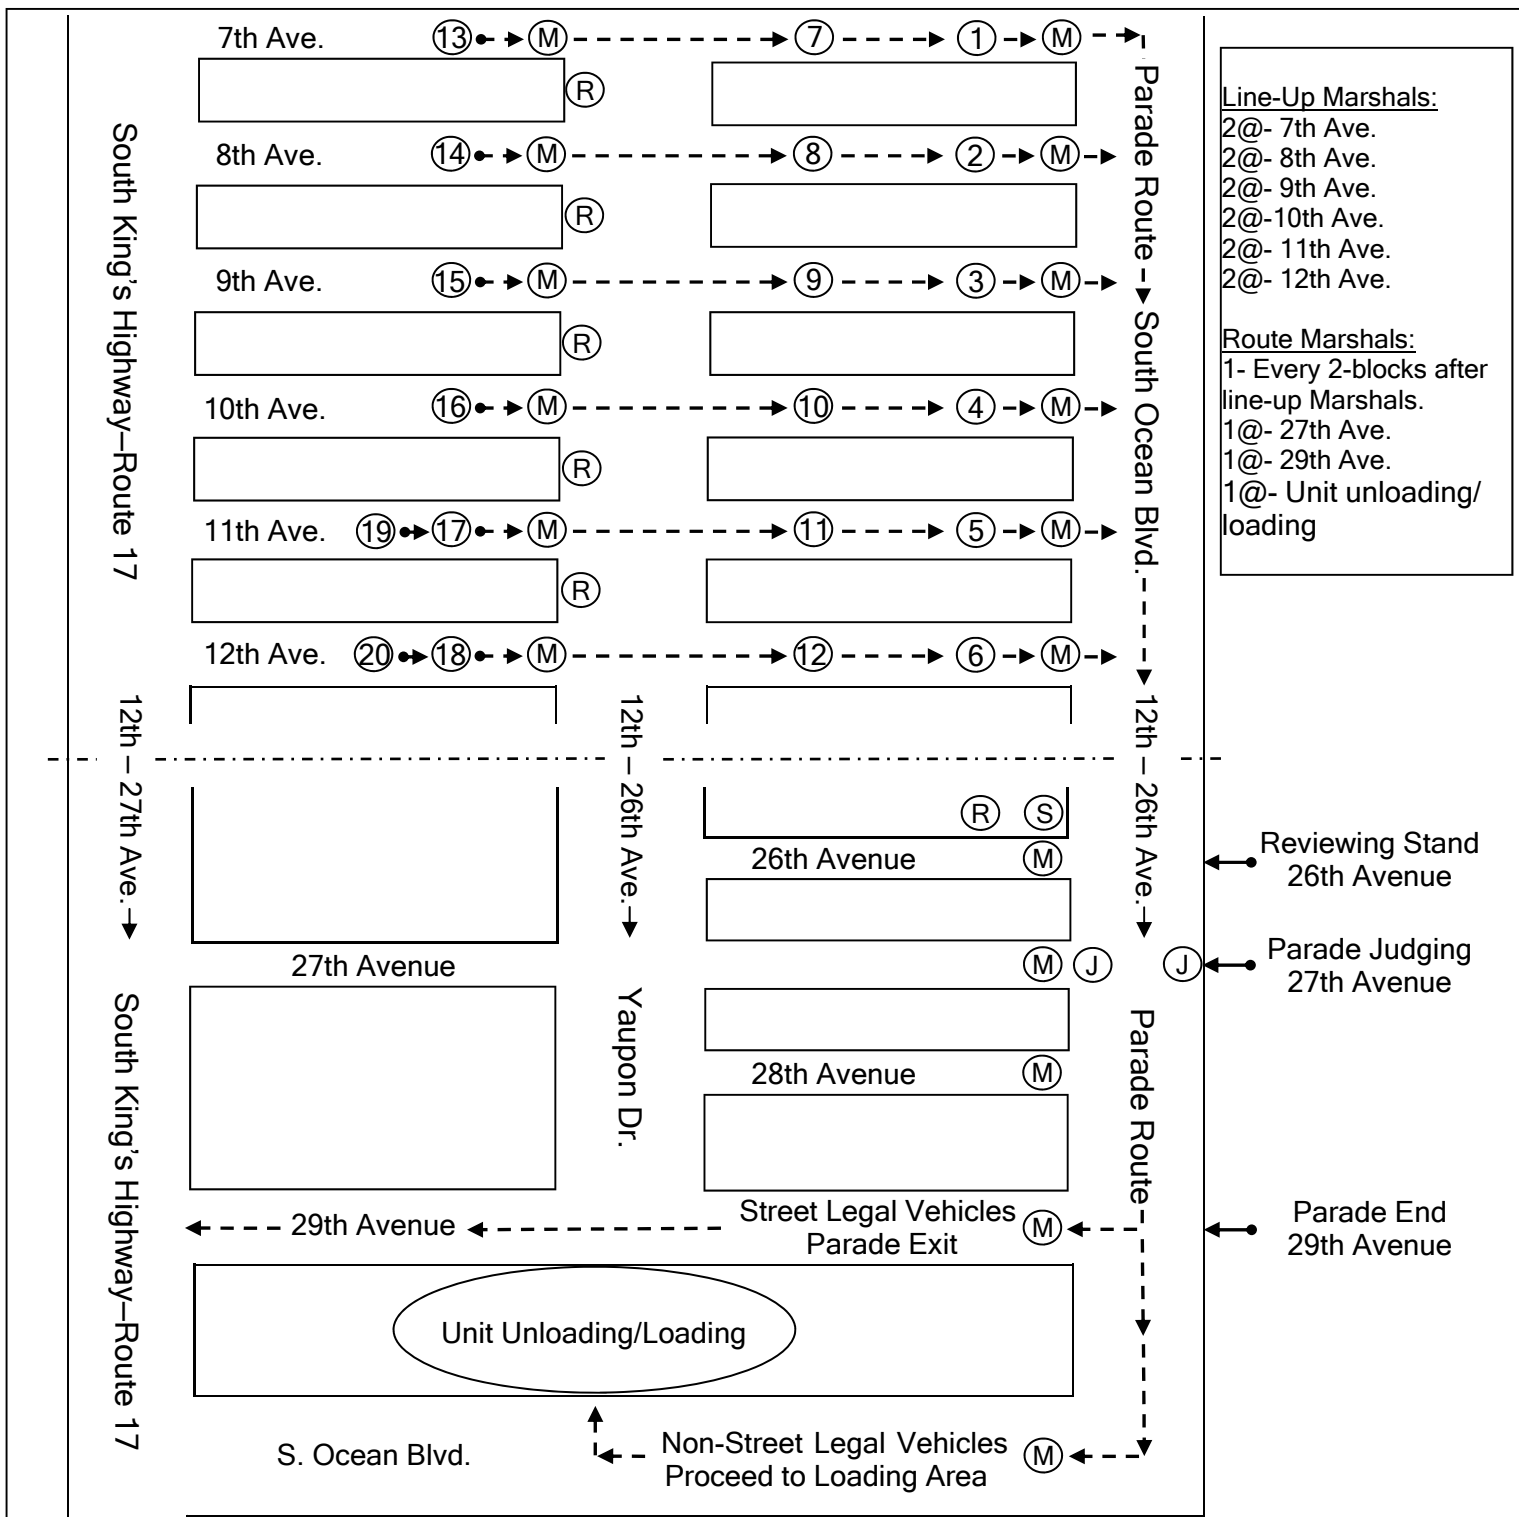 7th Ave. 13 M 7 1 M
R
8th Ave. 14 M 8 2 M
R
9th Ave. 15 M 9 3 M
R
10th Ave. 16 M 10 4 M
R
11th Ave. 19 17 M 11 5 M
R
12th Ave. 20 18 M 12 6 M
South King's Highway–Route 17
12th – 27th Ave.
South King's Highway–Route 17
12th – 26th Ave.
Yaupon Dr.
Parade Route
South Ocean Blvd.
12th – 26th Ave.
Parade Route
R S
26th Avenue M
27th Avenue M J J
28th Avenue M
29th Avenue
Street Legal Vehicles M
Parade Exit
Unit Unloading/Loading
S. Ocean Blvd.
Non-Street Legal Vehicles M
Proceed to Loading Area
Line-Up Marshals:
2@- 7th Ave.
2@- 8th Ave.
2@- 9th Ave.
2@-10th Ave.
2@- 11th Ave.
2@- 12th Ave.
Route Marshals:
1- Every 2-blocks after
line-up Marshals.
1@- 27th Ave.
1@- 29th Ave.
1@- Unit unloading/
loading
Reviewing Stand
26th Avenue
Parade Judging
27th Avenue
Parade End
29th Avenue